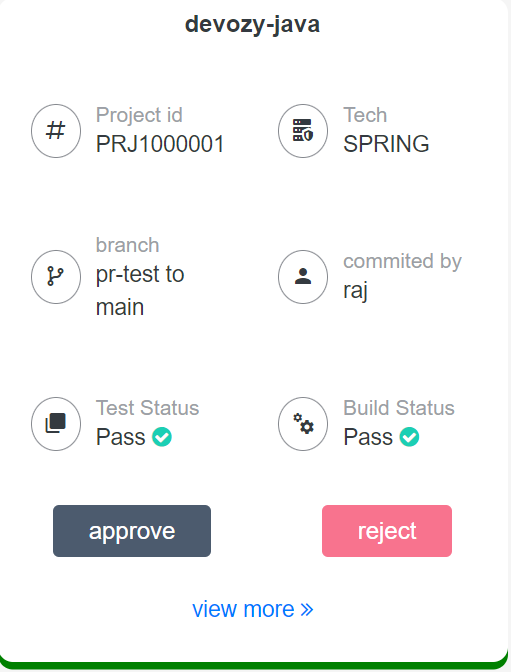 devozy-java
Project id
PRJ1000001
Tech
SPRING
branch
pr-test to
main
commited by
raj
Test Status
Pass
Build Status
Pass
approve
reject
view more »